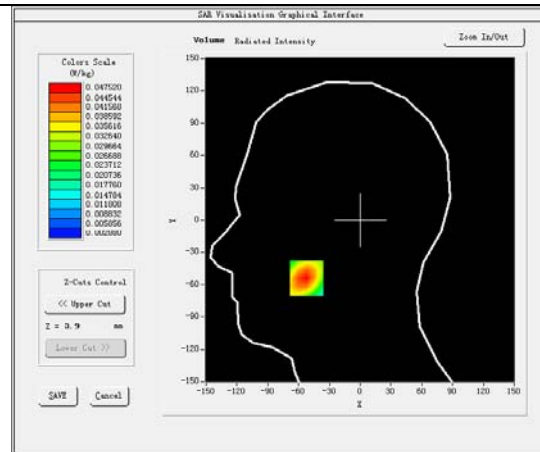 SAR Visualisation Graphical Interface
Volume Radiated Intensity
Zoom In/Out
Colors Scale
(W/kg)
0.047520
0.044544
0.041568
0.038592
0.035616
0.032640
0.029664
0.026688
0.023712
0.020736
0.017760
0.014784
0.011808
0.008832
0.005856
0.002880
150
120
90
60
30
0
-30
-60
-90
-120
-150
Y
-150 -120 -90 -60 -30 0 30 60 90 120 150
X
Z-Cuts Control
<< Upper Cut
Z = 3.9 mm
Lower Cut >>
SAVE Cancel